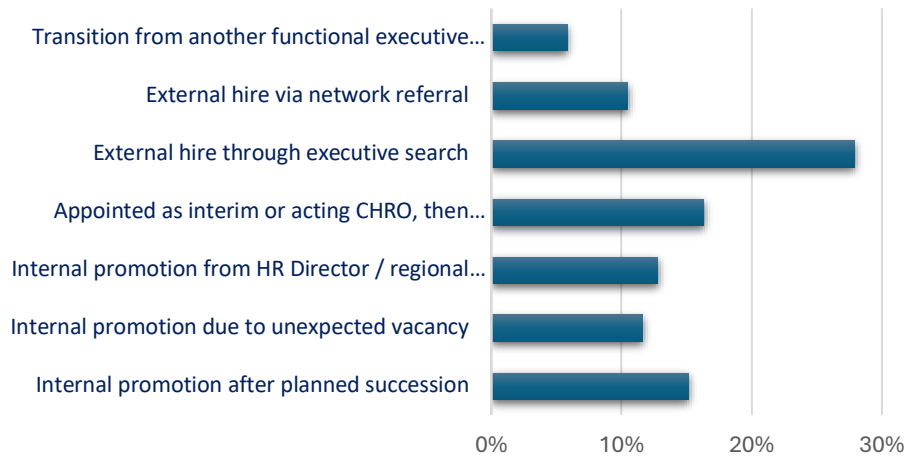 Transition from another functional executive...
External hire via network referral
External hire through executive search
Appointed as interim or acting CHRO, then...
Internal promotion from HR Director / regional...
Internal promotion due to unexpected vacancy
Internal promotion after planned succession
0% 10% 20% 30%